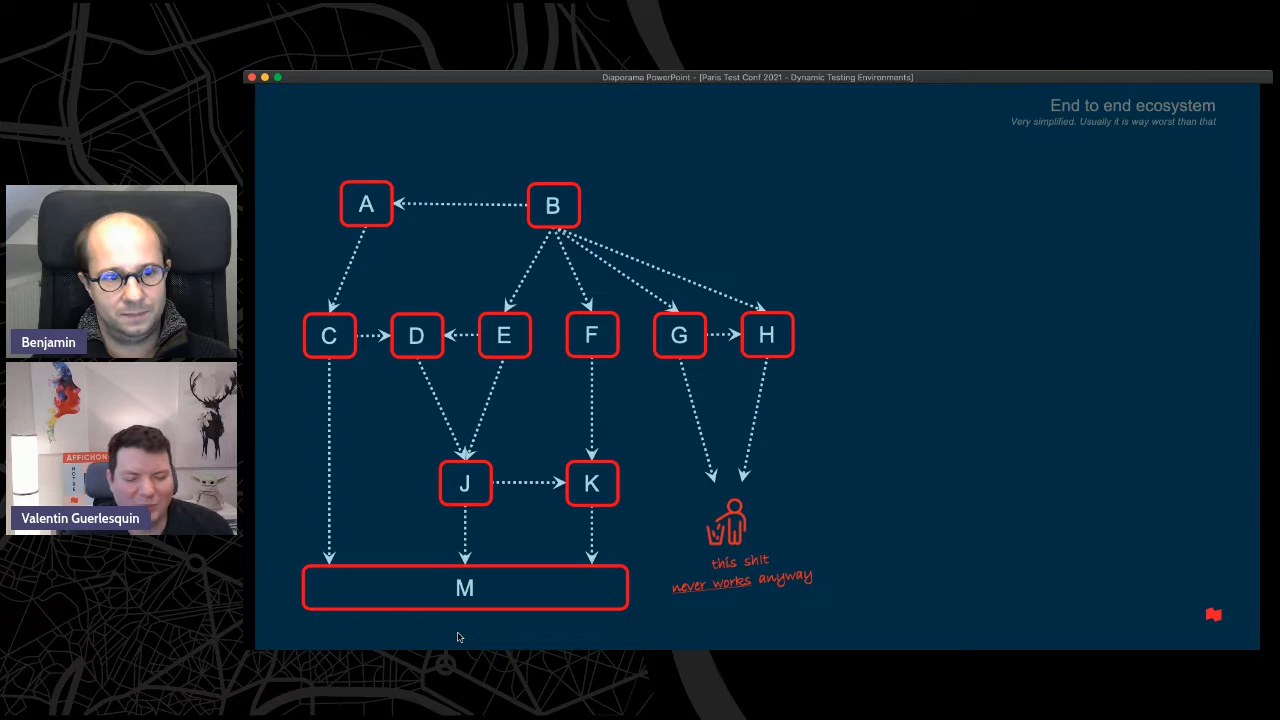 Diaporama PowerPoint - [Paris Test Conf 2021 - Dynamic Testing Environments]
End to end ecosystem
Very simplified. Usually it is way worst than that
A
B
C
D
E
F
G
H
J
K
M
this shit
never works anyway
Benjamin
AFFICHONS
Valentin Guerlesquin